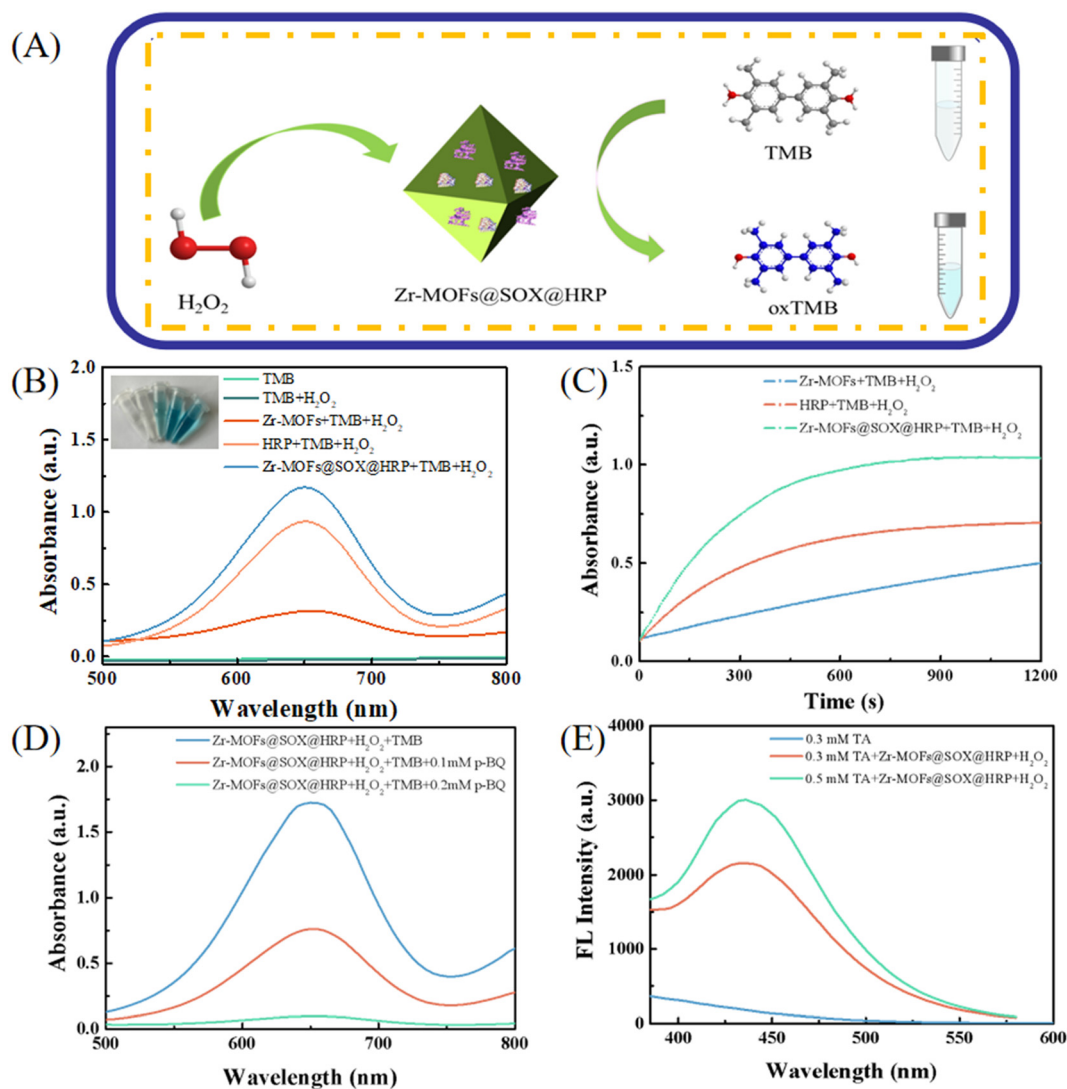 (A)
TMB
H₂O₂
Zr-MOFs@SOX@HRP
oxTMB
(B)
2.0
1.5
1.0
0.5
0.0
500
600
700
800
Absorbance (a.u.)
Wavelength (nm)
TMB
TMB+H₂O₂
Zr-MOFs+TMB+H₂O₂
HRP+TMB+H₂O₂
Zr-MOFs@SOX@HRP+TMB+H₂O₂
(C)
1.5
1.0
0.5
0.0
0
300
600
900
1200
Absorbance (a.u.)
Time (s)
Zr-MOFs+TMB+H₂O₂
HRP+TMB+H₂O₂
Zr-MOFs@SOX@HRP+TMB+H₂O₂
(D)
2.0
1.5
1.0
0.5
0.0
500
600
700
800
Absorbance (a.u.)
Wavelength (nm)
Zr-MOFs@SOX@HRP+H₂O₂+TMB
Zr-MOFs@SOX@HRP+H₂O₂+TMB+0.1mM p-BQ
Zr-MOFs@SOX@HRP+H₂O₂+TMB+0.2mM p-BQ
(E)
4000
3000
2000
1000
0
400
450
500
550
600
FL Intensity (a.u.)
Wavelength (nm)
0.3 mM TA
0.3 mM TA+Zr-MOFs@SOX@HRP+H₂O₂
0.5 mM TA+Zr-MOFs@SOX@HRP+H₂O₂